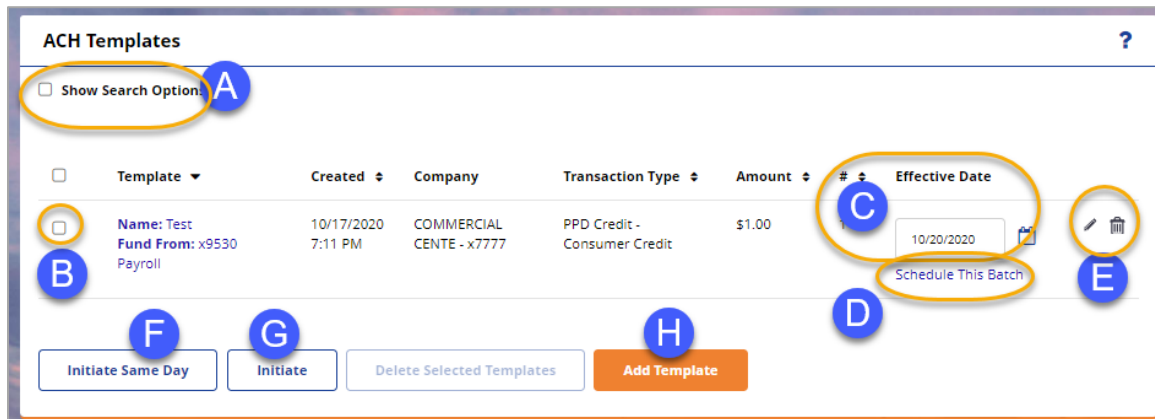 ACH Templates ?
Show Search Options A
Template Created Company Transaction Type Amount # Effective Date
C
Name: Test 10/17/2020 COMMERCIAL PPD Credit - $1.00 1
Fund From: x9530 7:11 PM CENTE - x7777 Consumer Credit 10/20/2020
Payroll Schedule This Batch
B D E
F G H
Initiate Same Day Initiate Delete Selected Templates Add Template